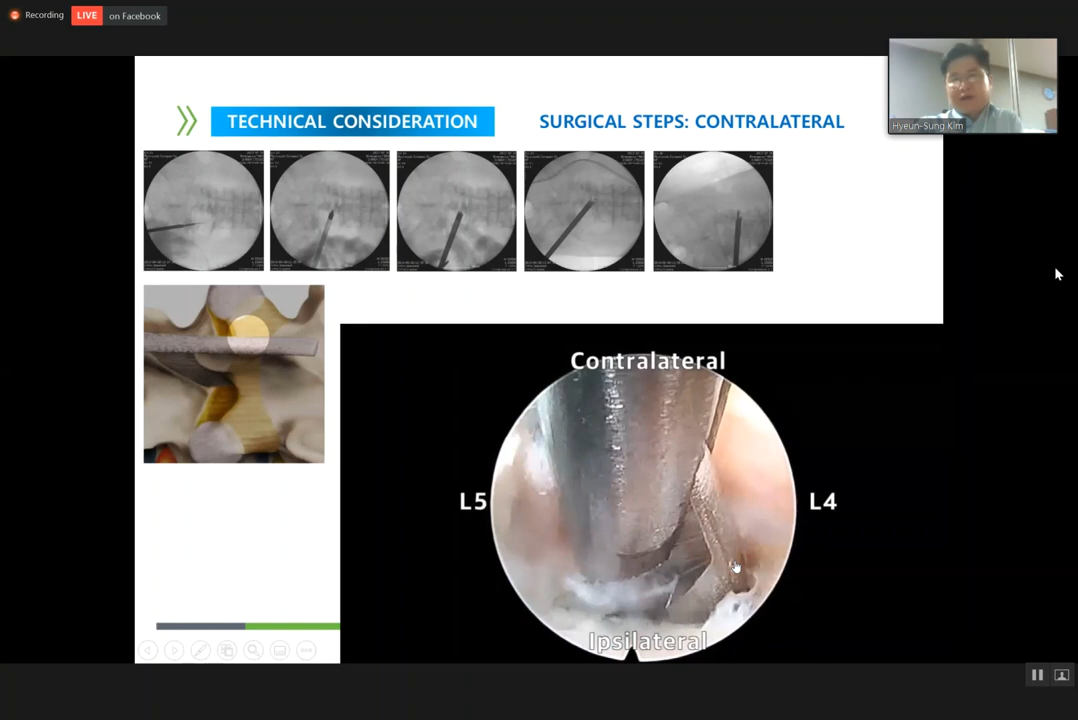 Recording
LIVE
on Facebook
Hyeun-Sung Kim
TECHNICAL CONSIDERATION
SURGICAL STEPS: CONTRALATERAL
Contralateral
L5
L4
Ipsilateral